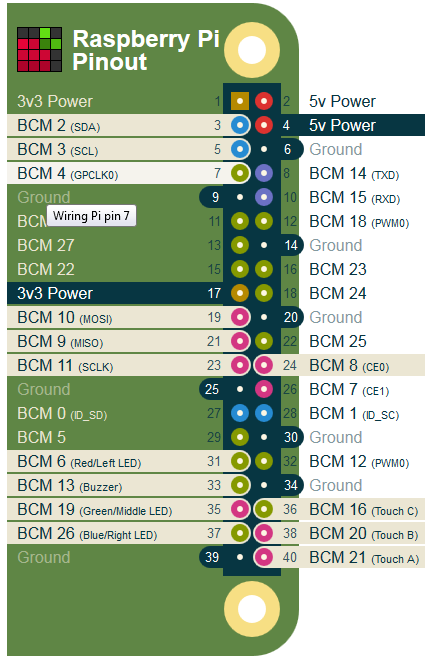 Raspberry Pi
Pinout
3v3 Power 1 2 5v Power
BCM 2 (SDA) 3 4 5v Power
BCM 3 (SCL) 5 6 Ground
BCM 4 (GPCLK0) 7 8 BCM 14 (TXD)
Ground 9 10 BCM 15 (RXD)
Wiring Pi pin 7
BC 11 12 BCM 18 (PWM0)
BCM 27 13 14 Ground
BCM 22 15 16 BCM 23
3v3 Power 17 18 BCM 24
BCM 10 (MOSI) 19 20 Ground
BCM 9 (MISO) 21 22 BCM 25
BCM 11 (SCLK) 23 24 BCM 8 (CE0)
Ground 25 26 BCM 7 (CE1)
BCM 0 (ID_SD) 27 28 BCM 1 (ID_SC)
BCM 5 29 30 Ground
BCM 6 (Red/Left LED) 31 32 BCM 12 (PWM0)
BCM 13 (Buzzer) 33 34 Ground
BCM 19 (Green/Middle LED) 35 36 BCM 16 (Touch C)
BCM 26 (Blue/Right LED) 37 38 BCM 20 (Touch B)
Ground 39 40 BCM 21 (Touch A)